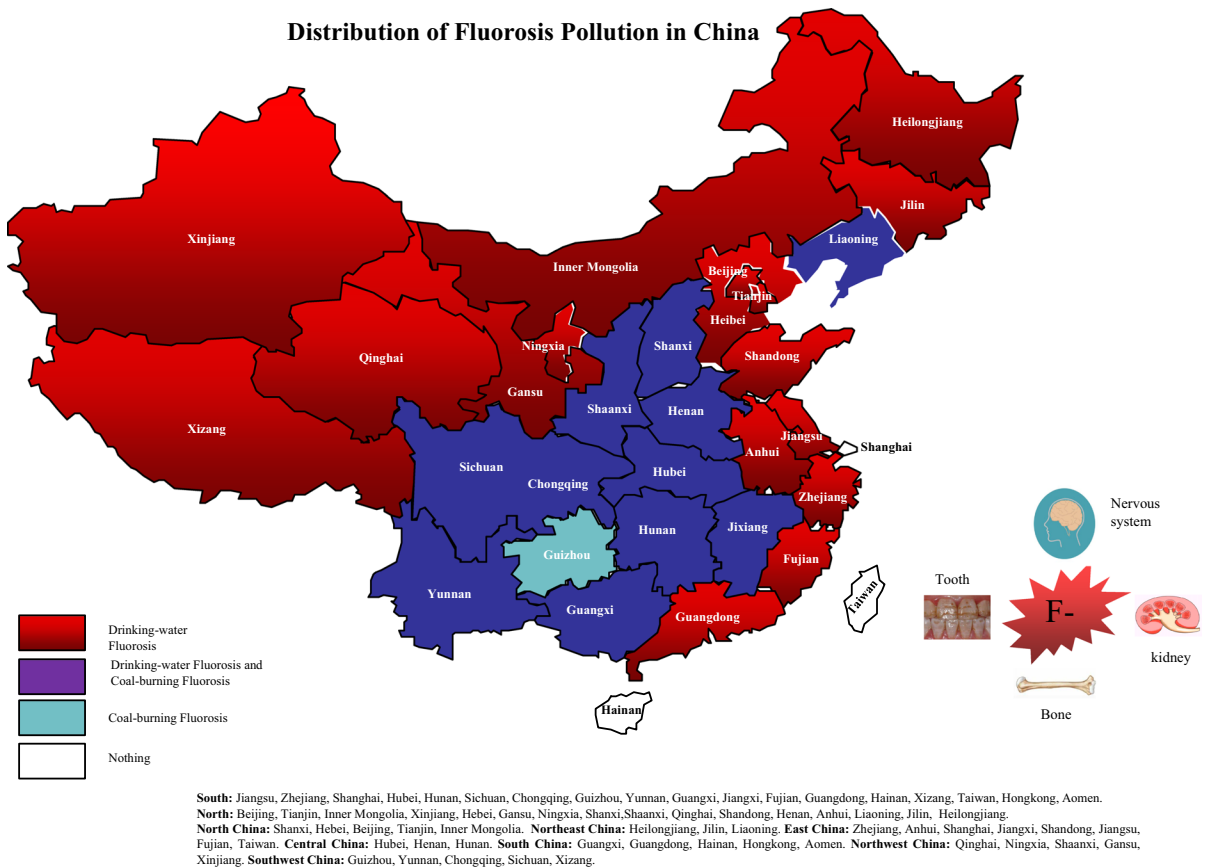 Distribution of Fluorosis Pollution in China
Heilongjiang
Jilin
Liaoning
Xinjiang
Inner Mongolia
Beijing
Tianjin
Heibei
Ningxia
Shanxi
Qinghai
Shandong
Gansu
Shaanxi
Henan
Xizang
Jiangsu
Shanghai
Anhui
Sichuan
Hubei
Chongqing
Zhejiang
Nervous
system
Hunan
Jixiang
Guizhou
Fujian
Tooth
Yunnan
Taiwan
Guangxi
Guangdong
F-
kidney
Bone
Hainan
Drinking-water
Fluorosis
Drinking-water Fluorosis and
Coal-burning Fluorosis
Coal-burning Fluorosis
Nothing
South: Jiangsu, Zhejiang, Shanghai, Hubei, Hunan, Sichuan, Chongqing, Guizhou, Yunnan, Guangxi, Jiangxi, Fujian, Guangdong, Hainan, Xizang, Taiwan, Hongkong, Aomen.
North: Beijing, Tianjin, Inner Mongolia, Xinjiang, Hebei, Gansu, Ningxia, Shanxi,Shaanxi, Qinghai, Shandong, Henan, Anhui, Liaoning, Jilin, Heilongjiang.
North China: Shanxi, Hebei, Beijing, Tianjin, Inner Mongolia. Northeast China: Heilongjiang, Jilin, Liaoning. East China: Zhejiang, Anhui, Shanghai, Jiangxi, Shandong, Jiangsu,
Fujian, Taiwan. Central China: Hubei, Henan, Hunan. South China: Guangxi, Guangdong, Hainan, Hongkong, Aomen. Northwest China: Qinghai, Ningxia, Shaanxi, Gansu,
Xinjiang. Southwest China: Guizhou, Yunnan, Chongqing, Sichuan, Xizang.